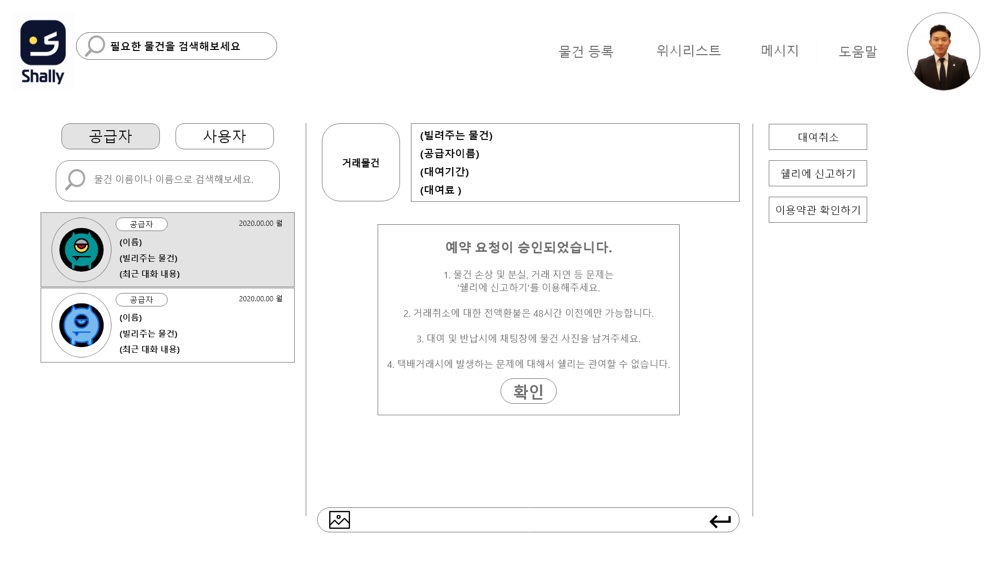 Shally
필요한 물건을 검색해보세요
물건 등록
위시리스트
메시지
도움말
공급자
사용자
물건 이름이나 이름으로 검색해보세요.
공급자
2020.00.00 월
(이름)
(빌리주는 물건)
(최근 대화 내용)
공급자
2020.00.00 월
(이름)
(빌리주는 물건)
(최근 대화 내용)
거래물건
(빌려주는 물건)
(공급자이름)
(대여기간)
(대여료 )
예약 요청이 승인되었습니다.
1. 물건 손상 및 분실, 거래 지연 등 문제는
'쉘리에 신고하기'를 이용해주세요.
2. 거래취소에 대한 전액환불은 48시간 이전에만 가능합니다.
3. 대여 및 반납시에 채팅창에 물건 사진을 남겨주세요.
4. 택배거래시에 발생하는 문제에 대해서 쉘리는 관여할 수 없습니다.
확인
대여취소
쉘리에 신고하기
이용약관 확인하기